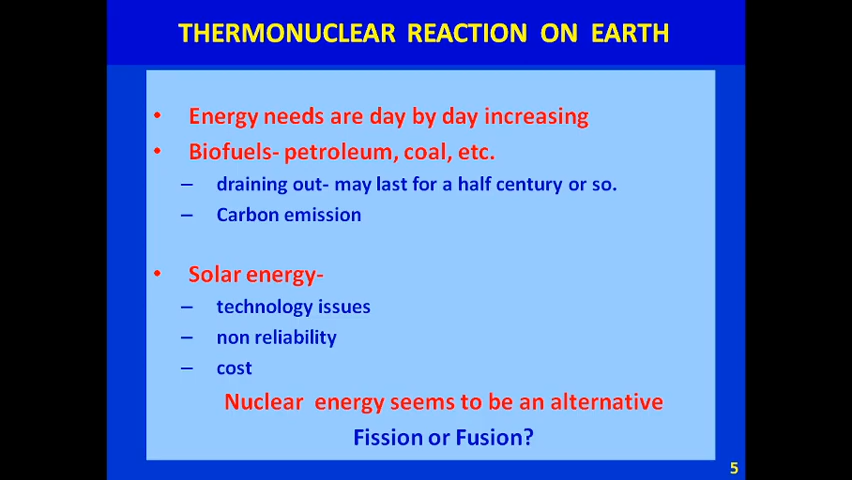 THERMONUCLEAR REACTION ON EARTH
• Energy needs are day by day increasing
• Biofuels- petroleum, coal, etc.
– draining out- may last for a half century or so.
– Carbon emission
• Solar energy-
– technology issues
– non reliability
– cost
Nuclear energy seems to be an alternative
Fission or Fusion?
5